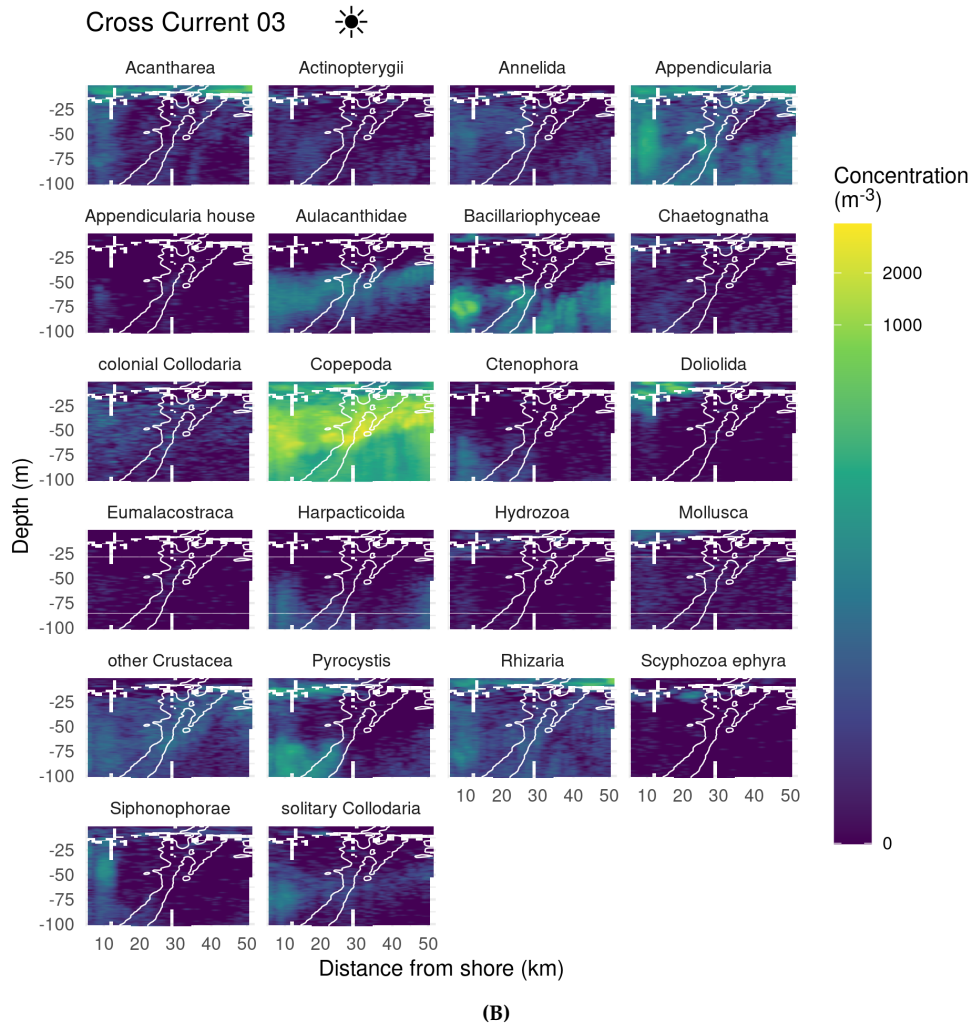 Cross Current 03
Acantharea Actinopterygii Annelida Appendicularia
-25
-50
-75
-100
Concentration
(m-3)
Appendicularia house Aulacanthidae Bacillariophyceae Chaetognatha
-25
-50
-75
-100
2000
1000
0
colonial Collodaria Copepoda Ctenophora Doliolida
-25
-50
-75
-100
Depth (m)
Eumalacostraca Harpacticoida Hydrozoa Mollusca
-25
-50
-75
-100
other Crustacea Pyrocystis Rhizaria Scyphozoa ephyra
-25
-50
-75
-100
10 20 30 40 50 10 20 30 40 50
Siphonophorae solitary Collodaria
-25
-50
-75
-100
10 20 30 40 50 10 20 30 40 50
Distance from shore (km)
(B)